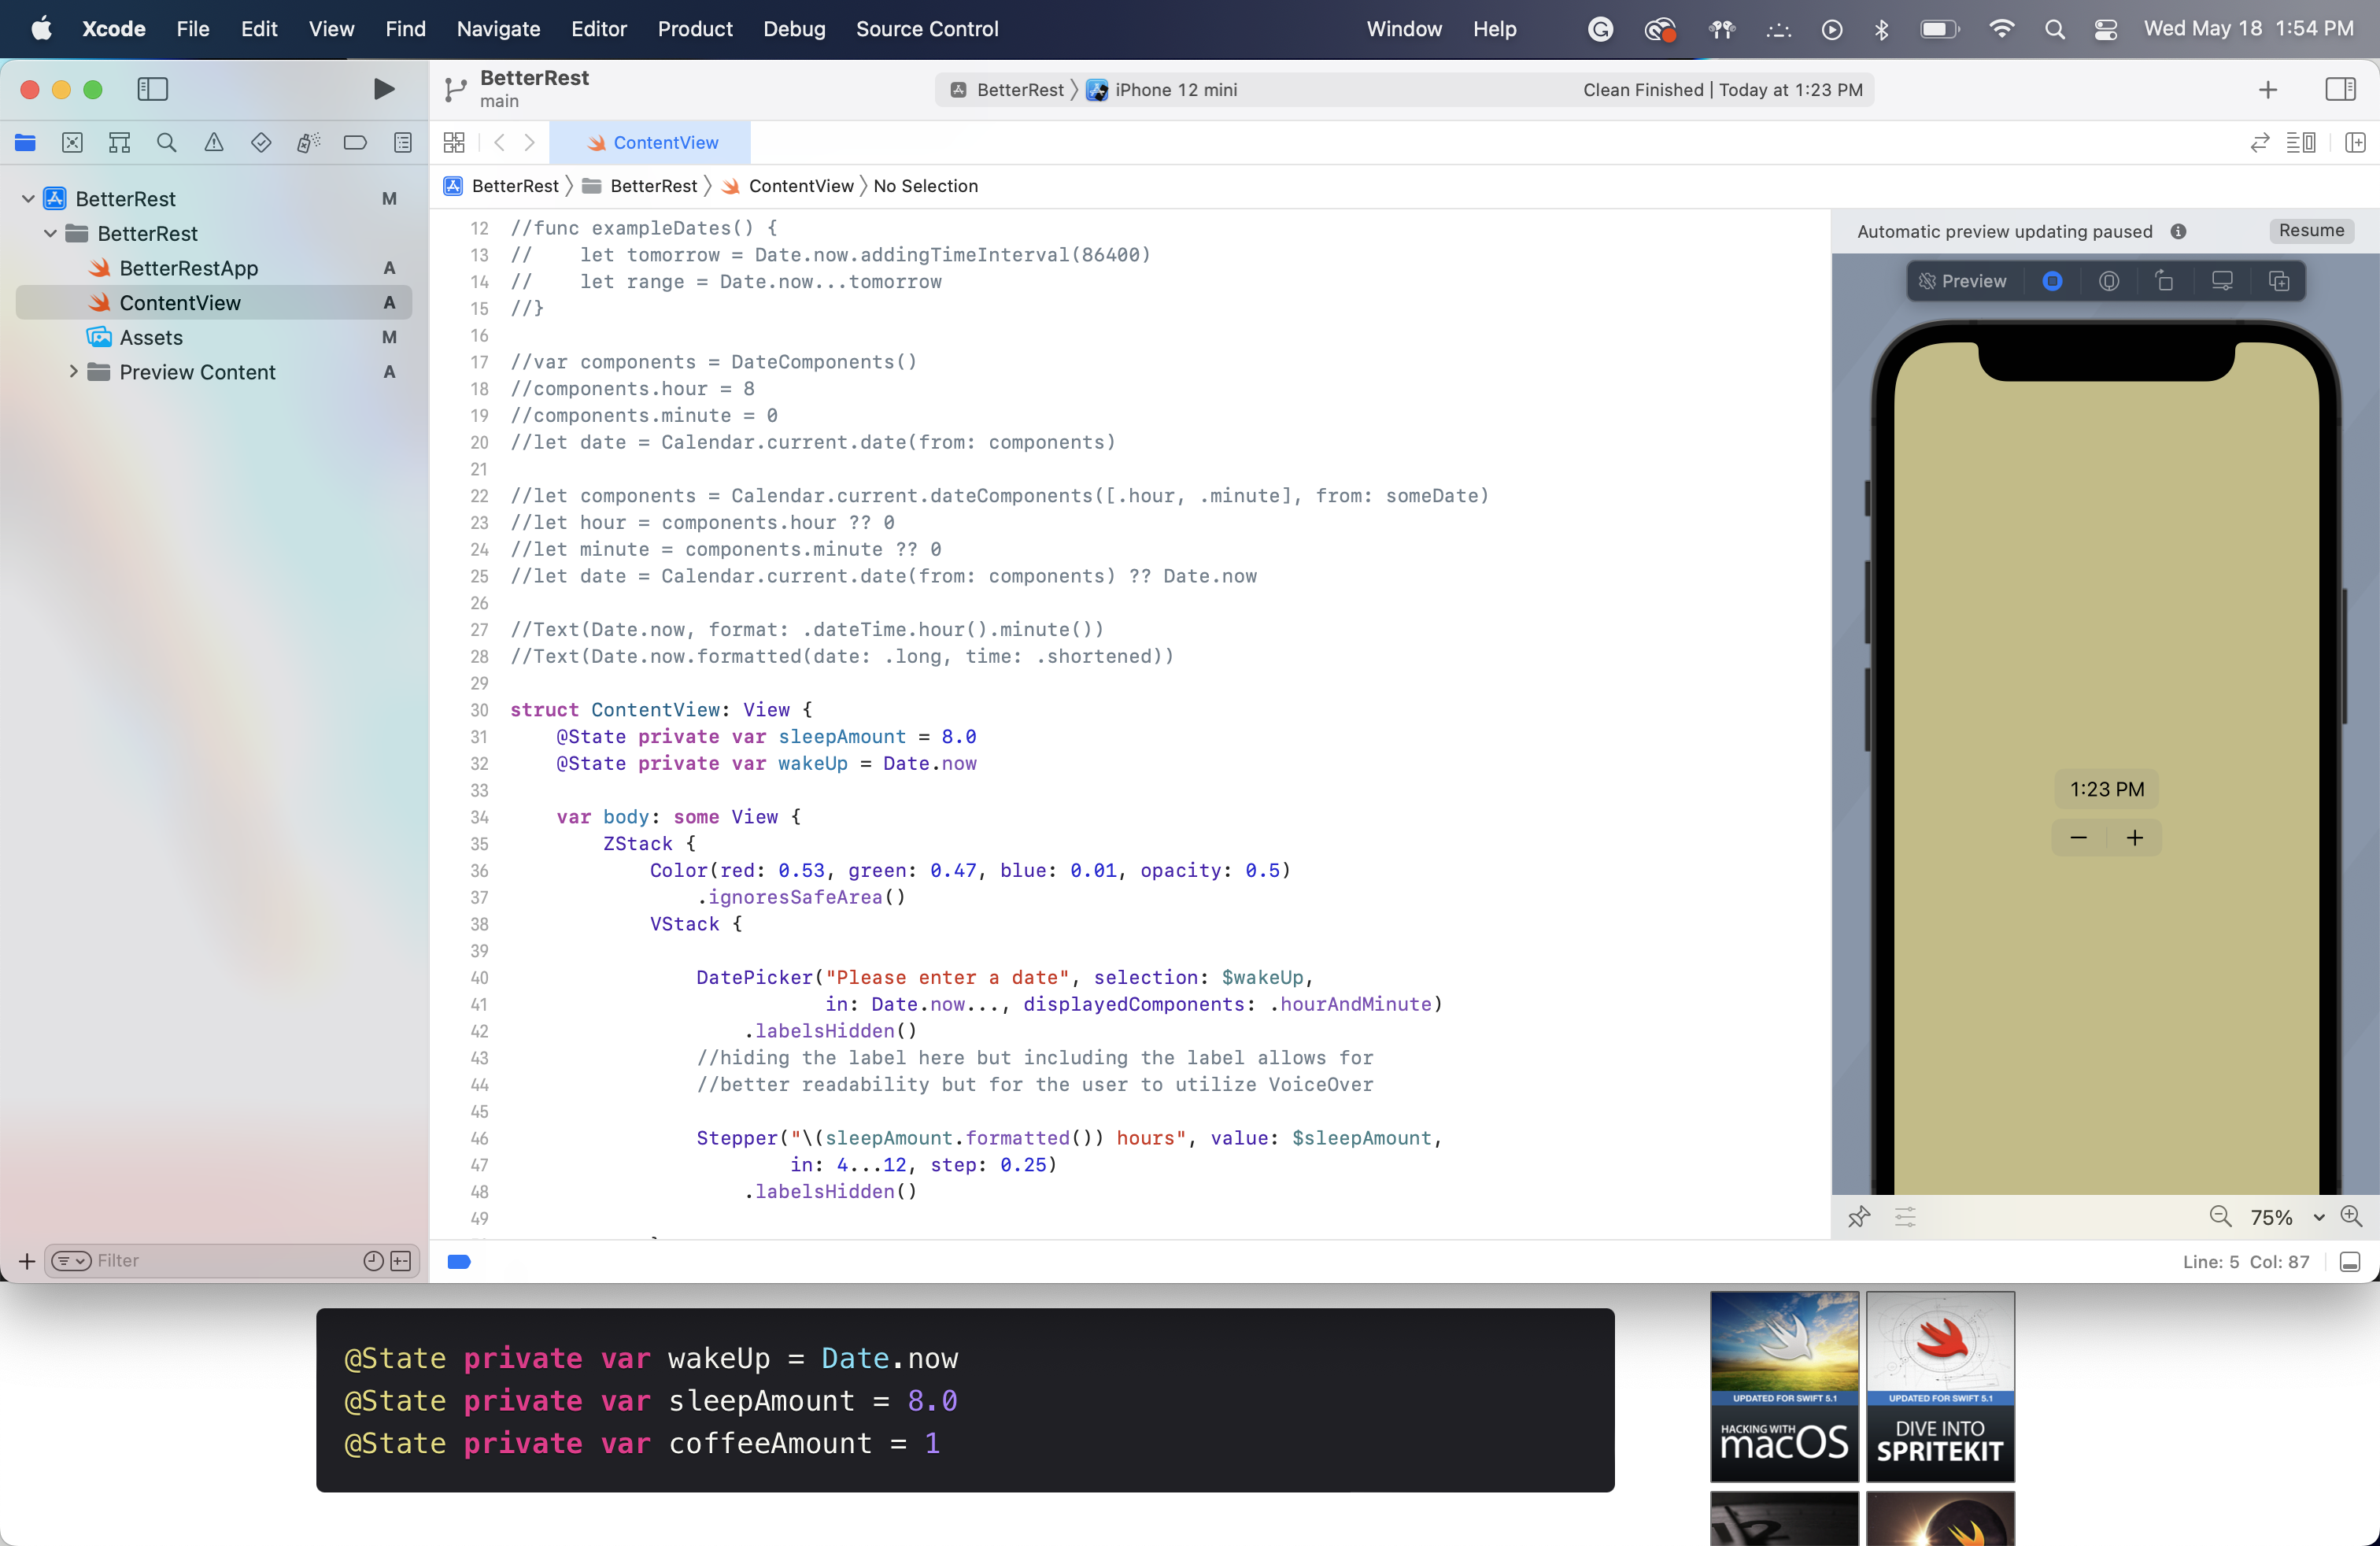 Xcode File Edit View Find Navigate Editor Product Debug Source Control Window Help Wed May 18 1:54 PM
BetterRest
main
BetterRest iPhone 12 mini
Clean Finished | Today at 1:23 PM
ContentView
BetterRest BetterRest ContentView No Selection
BetterRest M
BetterRest
BetterRestApp A
ContentView A
Assets M
Preview Content A
Filter
12 //func exampleDates() {
13 //    let tomorrow = Date.now.addingTimeInterval(86400)
14 //    let range = Date.now...tomorrow
15 //}
16
17 //var components = DateComponents()
18 //components.hour = 8
19 //components.minute = 0
20 //let date = Calendar.current.date(from: components)
21
22 //let components = Calendar.current.dateComponents([.hour, .minute], from: someDate)
23 //let hour = components.hour ?? 0
24 //let minute = components.minute ?? 0
25 //let date = Calendar.current.date(from: components) ?? Date.now
26
27 //Text(Date.now, format: .dateTime.hour().minute())
28 //Text(Date.now.formatted(date: .long, time: .shortened))
29
30 struct ContentView: View {
31     @State private var sleepAmount = 8.0
32     @State private var wakeUp = Date.now
33
34     var body: some View {
35         ZStack {
36             Color(red: 0.53, green: 0.47, blue: 0.01, opacity: 0.5)
37                 .ignoresSafeArea()
38             VStack {
39
40                 DatePicker("Please enter a date", selection: $wakeUp,
41                            in: Date.now..., displayedComponents: .hourAndMinute)
42                     .labelsHidden()
43                 //hiding the label here but including the label allows for
44                 //better readability but for the user to utilize VoiceOver
45
46                 Stepper("\(sleepAmount.formatted()) hours", value: $sleepAmount,
47                         in: 4...12, step: 0.25)
48                     .labelsHidden()
49
Automatic preview updating paused Resume
Preview
1:23 PM
− +
75%
Line: 5 Col: 87
@State private var wakeUp = Date.now
@State private var sleepAmount = 8.0
@State private var coffeeAmount = 1
UPDATED FOR SWIFT 5.1
HACKING WITH
macOS
UPDATED FOR SWIFT 5.1
DIVE INTO
SPRITEKIT